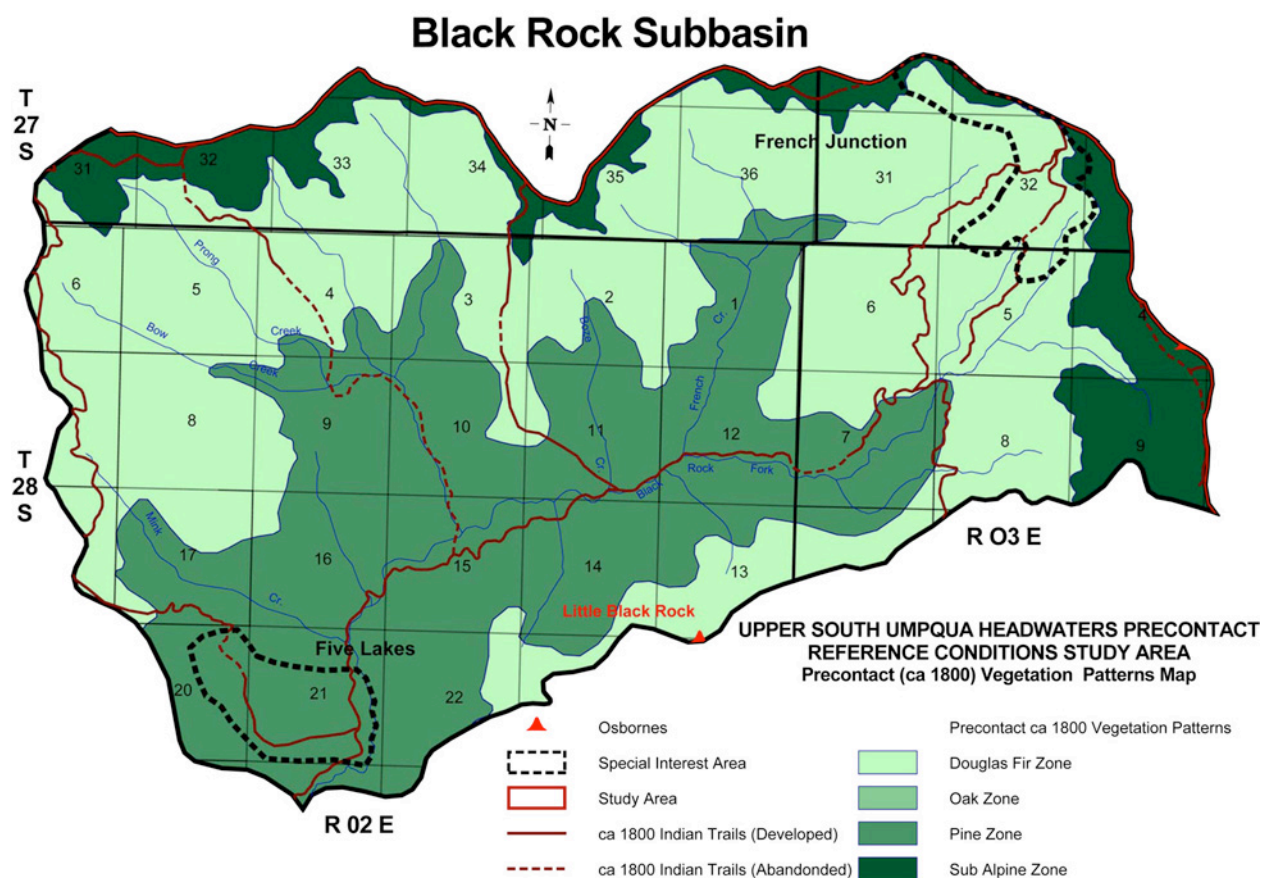 Black Rock Subbasin
T
27
S
N
French Junction
31
32
33
34
35
36
31
32
6
Prong
5
Creek
4
3
2
1
6
5
4
Bow
Creek
Boze
Cr.
Cr.
French
8
9
10
11
12
7
8
9
Black
Rock
Fork
T
28
S
R O3 E
Mink
Cr.
17
16
15
14
13
Little Black Rock
Five Lakes
20
21
22
R 02 E
UPPER SOUTH UMPQUA HEADWATERS PRECONTACT
REFERENCE CONDITIONS STUDY AREA
Precontact (ca 1800) Vegetation Patterns Map
Osbornes
Special Interest Area
Study Area
ca 1800 Indian Trails (Developed)
ca 1800 Indian Trails (Abandonded)
Precontact ca 1800 Vegetation Patterns
Douglas Fir Zone
Oak Zone
Pine Zone
Sub Alpine Zone